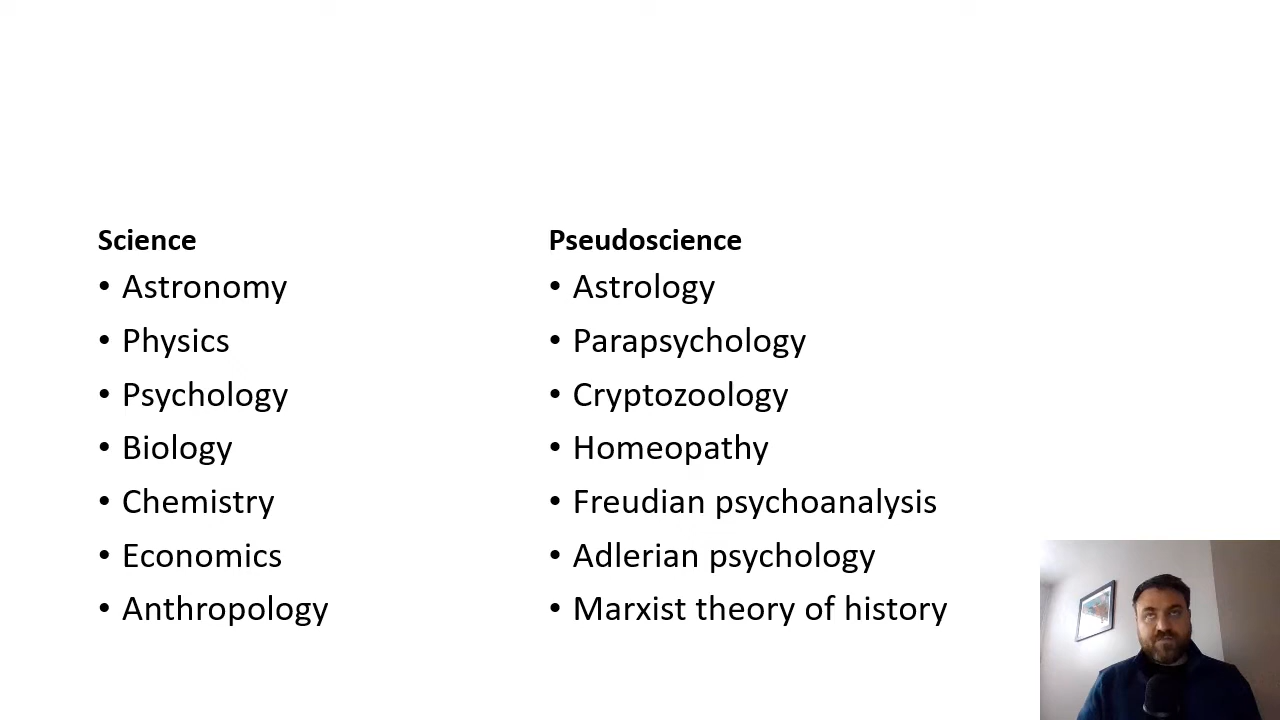 Science
• Astronomy
• Physics
• Psychology
• Biology
• Chemistry
• Economics
• Anthropology
Pseudoscience
• Astrology
• Parapsychology
• Cryptozoology
• Homeopathy
• Freudian psychoanalysis
• Adlerian psychology
• Marxist theory of history